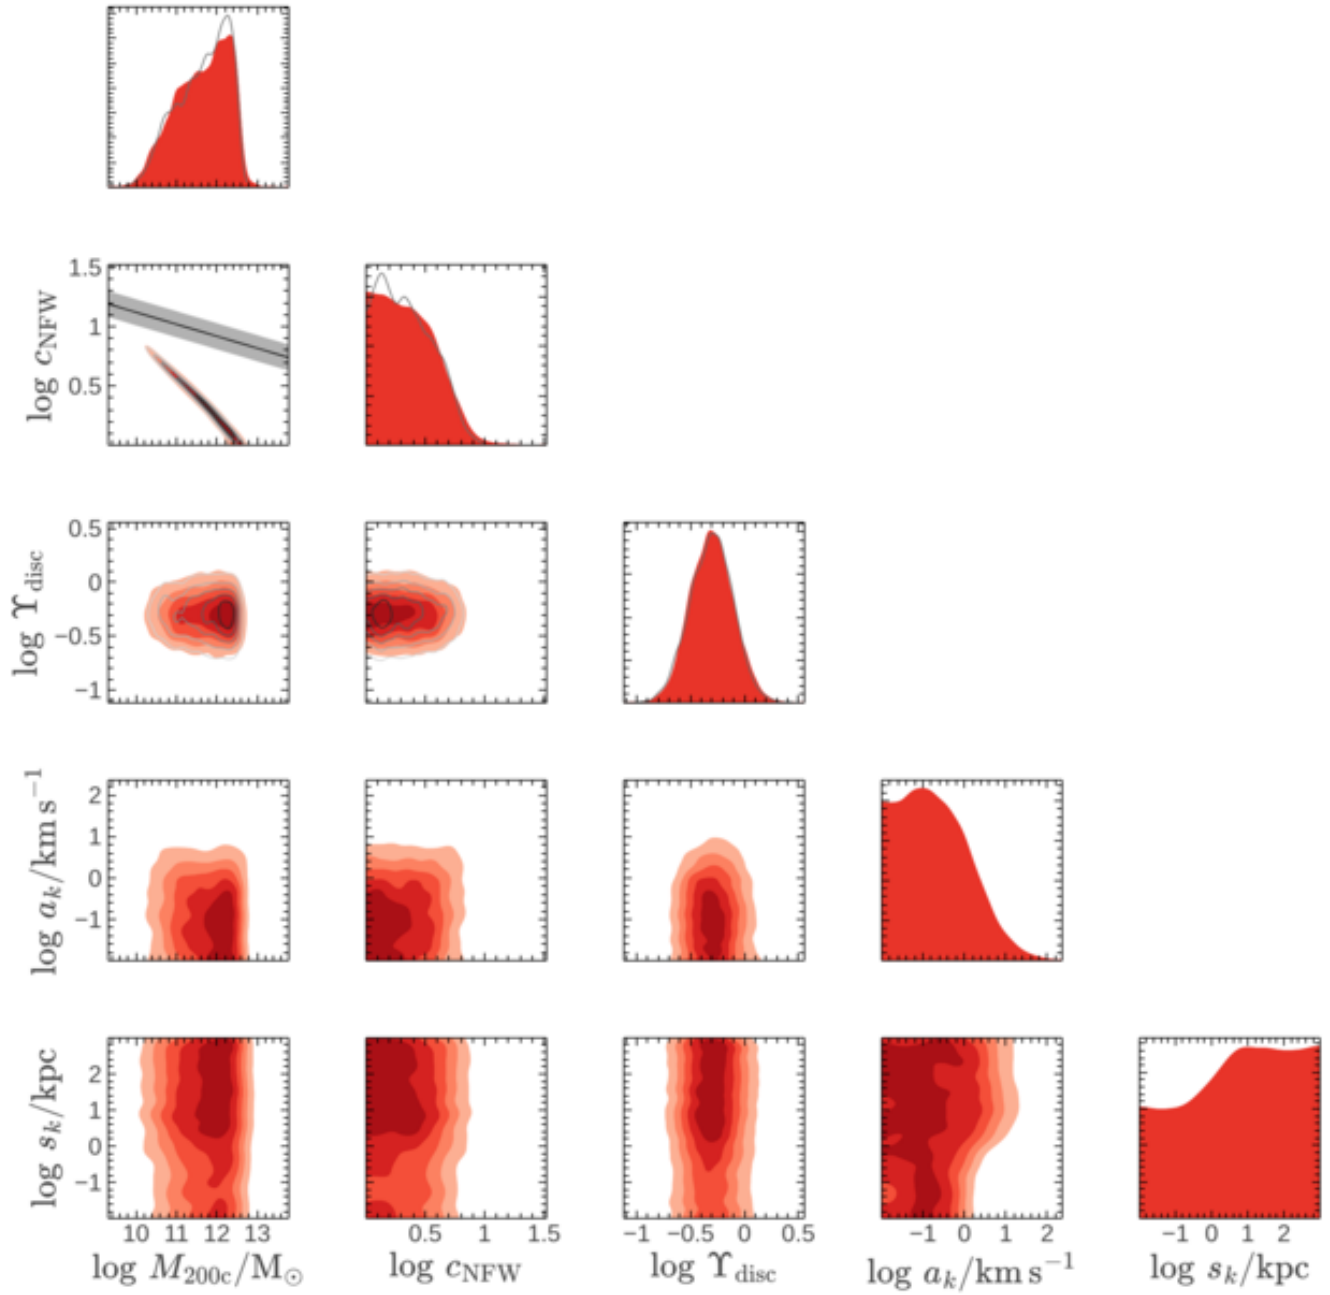 1.5
1
0.5
log c_NFW
0.5
0
−0.5
−1
log ϒ_disc
2
1
0
−1
log a_k/km s⁻¹
2
1
0
−1
log s_k/kpc
10 11 12 13
0.5 1 1.5
−1 −0.5 0 0.5
−1 0 1 2
−1 0 1 2
log M_200c/M_⊙
log c_NFW
log ϒ_disc
log a_k/km s⁻¹
log s_k/kpc